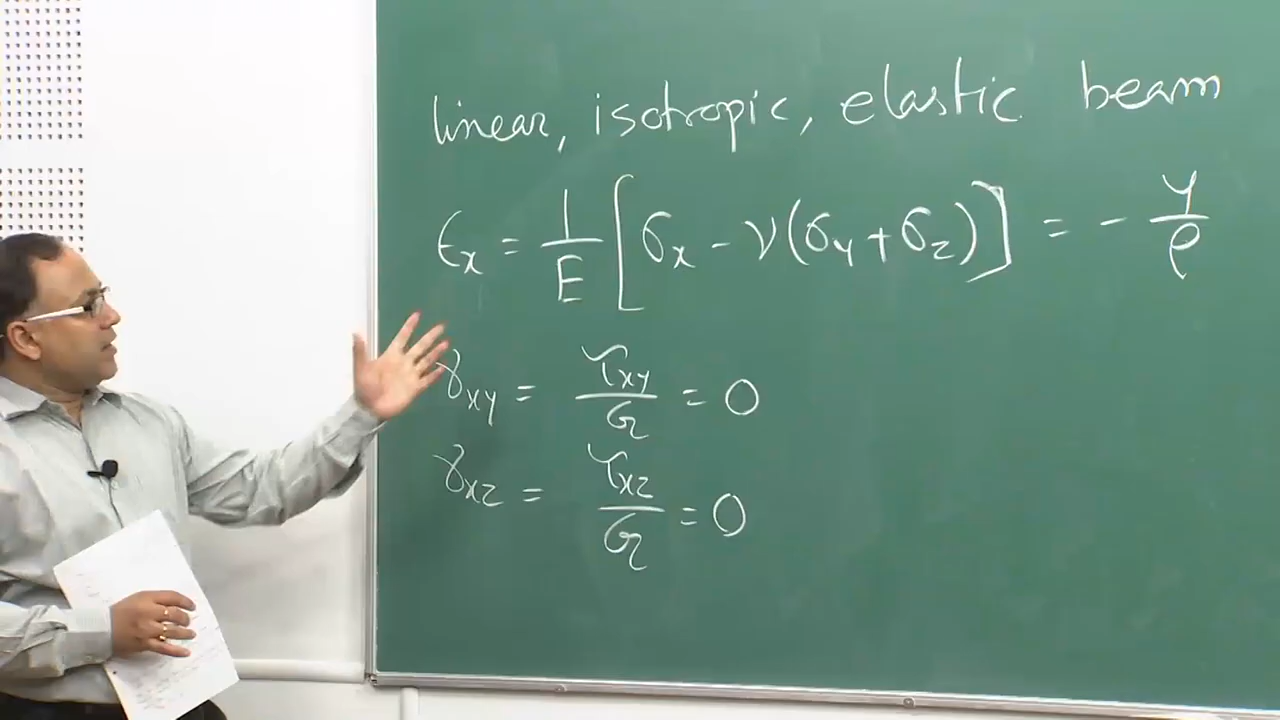 linear, isotropic, elastic beam
ϵx = 1/E [σx - ν(σy + σz)] = - y/ρ
γxy = τxy/G = 0
γxz = τxz/G = 0